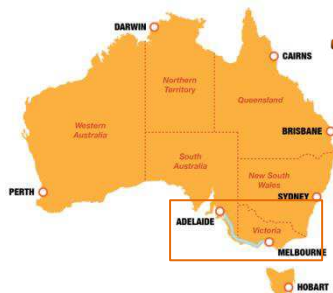 DARWIN
CAIRNS
Northern
Territory
Queensland
Western
Australia
BRISBANE
South
Australia
New South
Wales
PERTH
SYDNEY
ADELAIDE
Victoria
MELBOURNE
HOBART